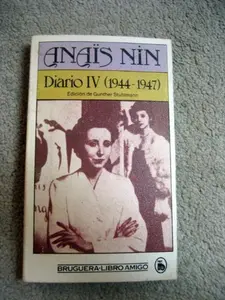 ANAÏS NIN
Diario IV (1944-1947)
Edición de Gunther Stuhlmann
BRUGUERA-LIBRO AMIGO